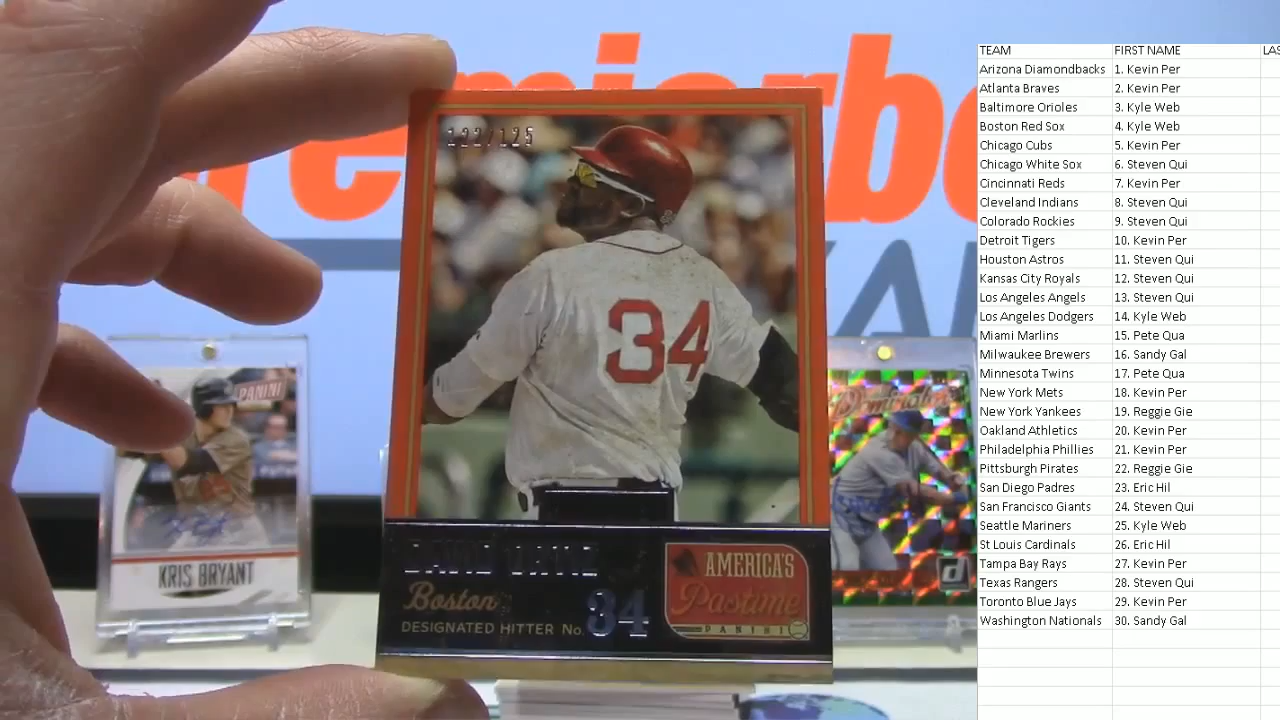 122/125
34
DAVID ORTIZ
Boston
DESIGNATED HITTER No. 34
AMERICA'S
Pastime
PANINI
PANINI
KRIS BRYANT
Dominator
TEAM FIRST NAME LAS
Arizona Diamondbacks 1. Kevin Per
Atlanta Braves 2. Kevin Per
Baltimore Orioles 3. Kyle Web
Boston Red Sox 4. Kyle Web
Chicago Cubs 5. Kevin Per
Chicago White Sox 6. Steven Qui
Cincinnati Reds 7. Kevin Per
Cleveland Indians 8. Steven Qui
Colorado Rockies 9. Steven Qui
Detroit Tigers 10. Kevin Per
Houston Astros 11. Steven Qui
Kansas City Royals 12. Steven Qui
Los Angeles Angels 13. Steven Qui
Los Angeles Dodgers 14. Kyle Web
Miami Marlins 15. Pete Qua
Milwaukee Brewers 16. Sandy Gal
Minnesota Twins 17. Pete Qua
New York Mets 18. Kevin Per
New York Yankees 19. Reggie Gie
Oakland Athletics 20. Kevin Per
Philadelphia Phillies 21. Kevin Per
Pittsburgh Pirates 22. Reggie Gie
San Diego Padres 23. Eric Hil
San Francisco Giants 24. Steven Qui
Seattle Mariners 25. Kyle Web
St Louis Cardinals 26. Eric Hil
Tampa Bay Rays 27. Kevin Per
Texas Rangers 28. Steven Qui
Toronto Blue Jays 29. Kevin Per
Washington Nationals 30. Sandy Gal